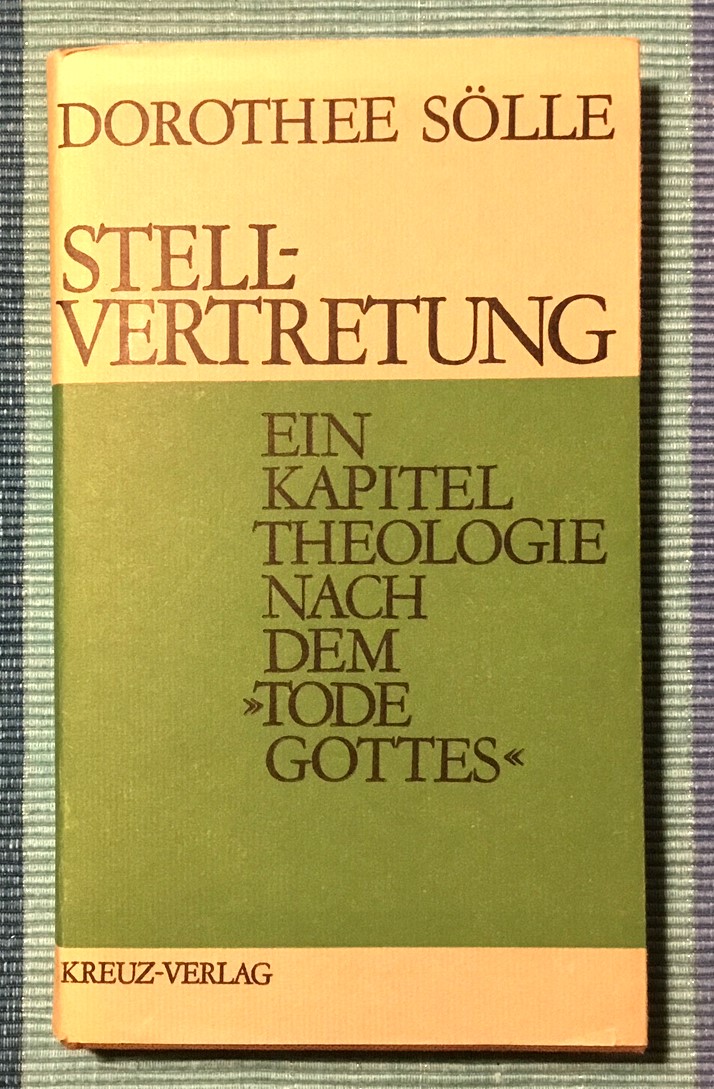 DOROTHEE SÖLLE
STELL-
VERTRETUNG
EIN
KAPITEL
THEOLOGIE
NACH
DEM
»TODE
GOTTES«
KREUZ-VERLAG